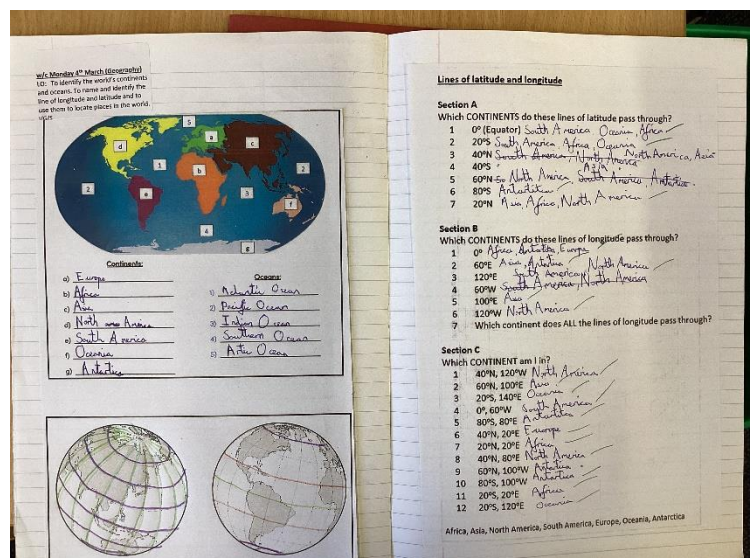 w/c Monday 4th March (Geography)
LO: To identify the world's continents
and oceans. To name and identify the
line of longitude and latitude and to
use them to locate places in the world.
d
5
a
c
1
b
2
2
e
3
f
4
g
Continents:
a) Europe
b) Africa
c) Asia
d) North America
e) South America
f) Oceania
g) Antartica
Oceans:
1) Atlantic Ocean
2) Pacific Ocean
3) Indian Ocean
4) Southern Ocean
5) Artic Ocean
Lines of latitude and longitude
Section A
Which CONTINENTS do these lines of latitude pass through?
1 0° (Equator) South America Oceania, Africa
2 20°S South America, Africa Oceania
3 40°N South America, North America North America, Asia
4 40°S
5 60°N So North America, Asia South America, Antartica.
6 80°S Antartica
7 20°N Asia, Africa, North America
Section B
Which CONTINENTS do these lines of longitude pass through?
1 0° Africa Antartica, Europe
2 60°E Asia, Antartica North America
3 120°E South America
4 60°W South America, North America
5 100°E Asia
6 120°W North America
7 Which continent does ALL the lines of longitude pass through?
Section C
Which CONTINENT am I in?
1 40°N, 120°W North America
2 60°N, 100°E Asia
3 20°S, 140°E Oceania
4 0°, 60°W South America
5 80°S, 80°E Antartica
6 40°N, 20°E Europe
7 20°N, 20°E Africa
8 40°N, 80°E North America
9 60°N, 100°W Antartica
10 80°S, 100°W Antartica
11 20°S, 20°E Africa
12 20°S, 120°E Oceania
Africa, Asia, North America, South America, Europe, Oceania, Antarctica